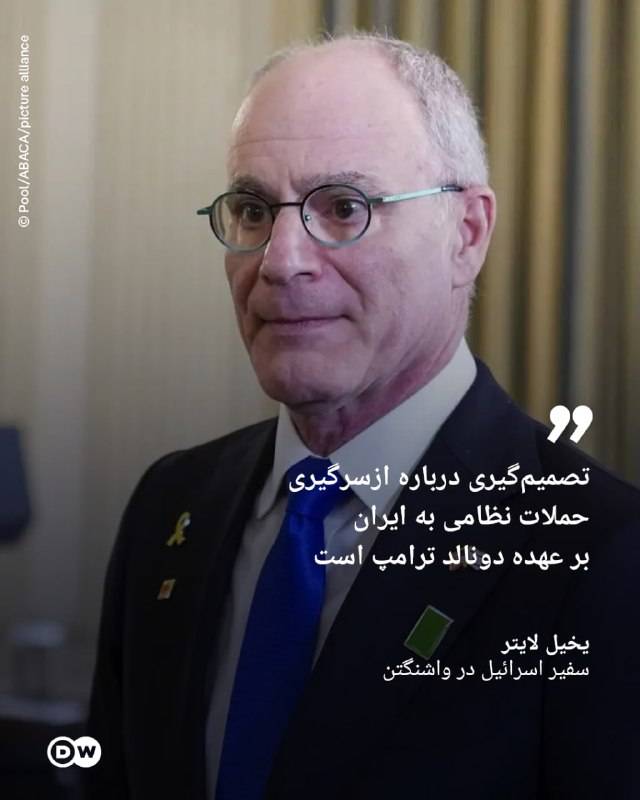 © Pool/ABACA/picture alliance
”
تصمیم‌گیری درباره ازسرگیری
حملات نظامی به ایران
بر عهده دونالد ترامپ است
یخیل لایتر
سفیر اسرائیل در واشنگتن
DW